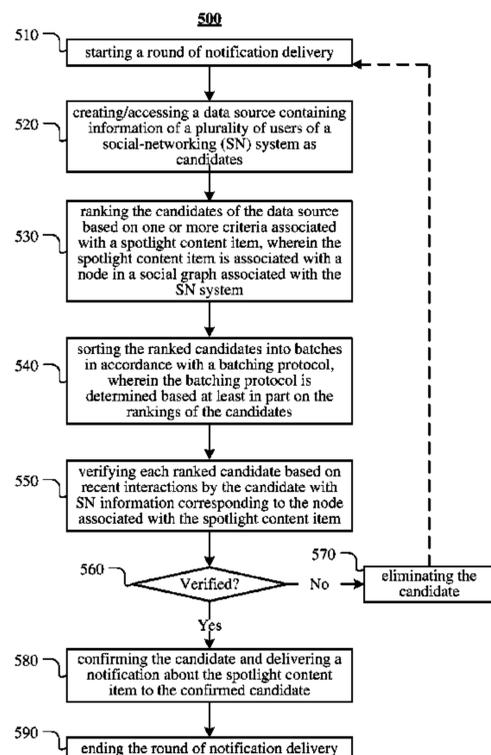 500
510
starting a round of notification delivery
520
creating/accessing a data source containing
information of a plurality of users of a
social-networking (SN) system as
candidates
530
ranking the candidates of the data source
based on one or more criteria associated
with a spotlight content item, wherein the
spotlight content item is associated with a
node in a social graph associated with the
SN system
540
sorting the ranked candidates into batches
in accordance with a batching protocol,
wherein the batching protocol is
determined based at least in part on the
rankings of the candidates
550
verifying each ranked candidate based on
recent interactions by the candidate with
SN information corresponding to the node
associated with the spotlight content item
560
Verified?
No
570
eliminating the
candidate
Yes
580
confirming the candidate and delivering a
notification about the spotlight content
item to the confirmed candidate
590
ending the round of notification delivery